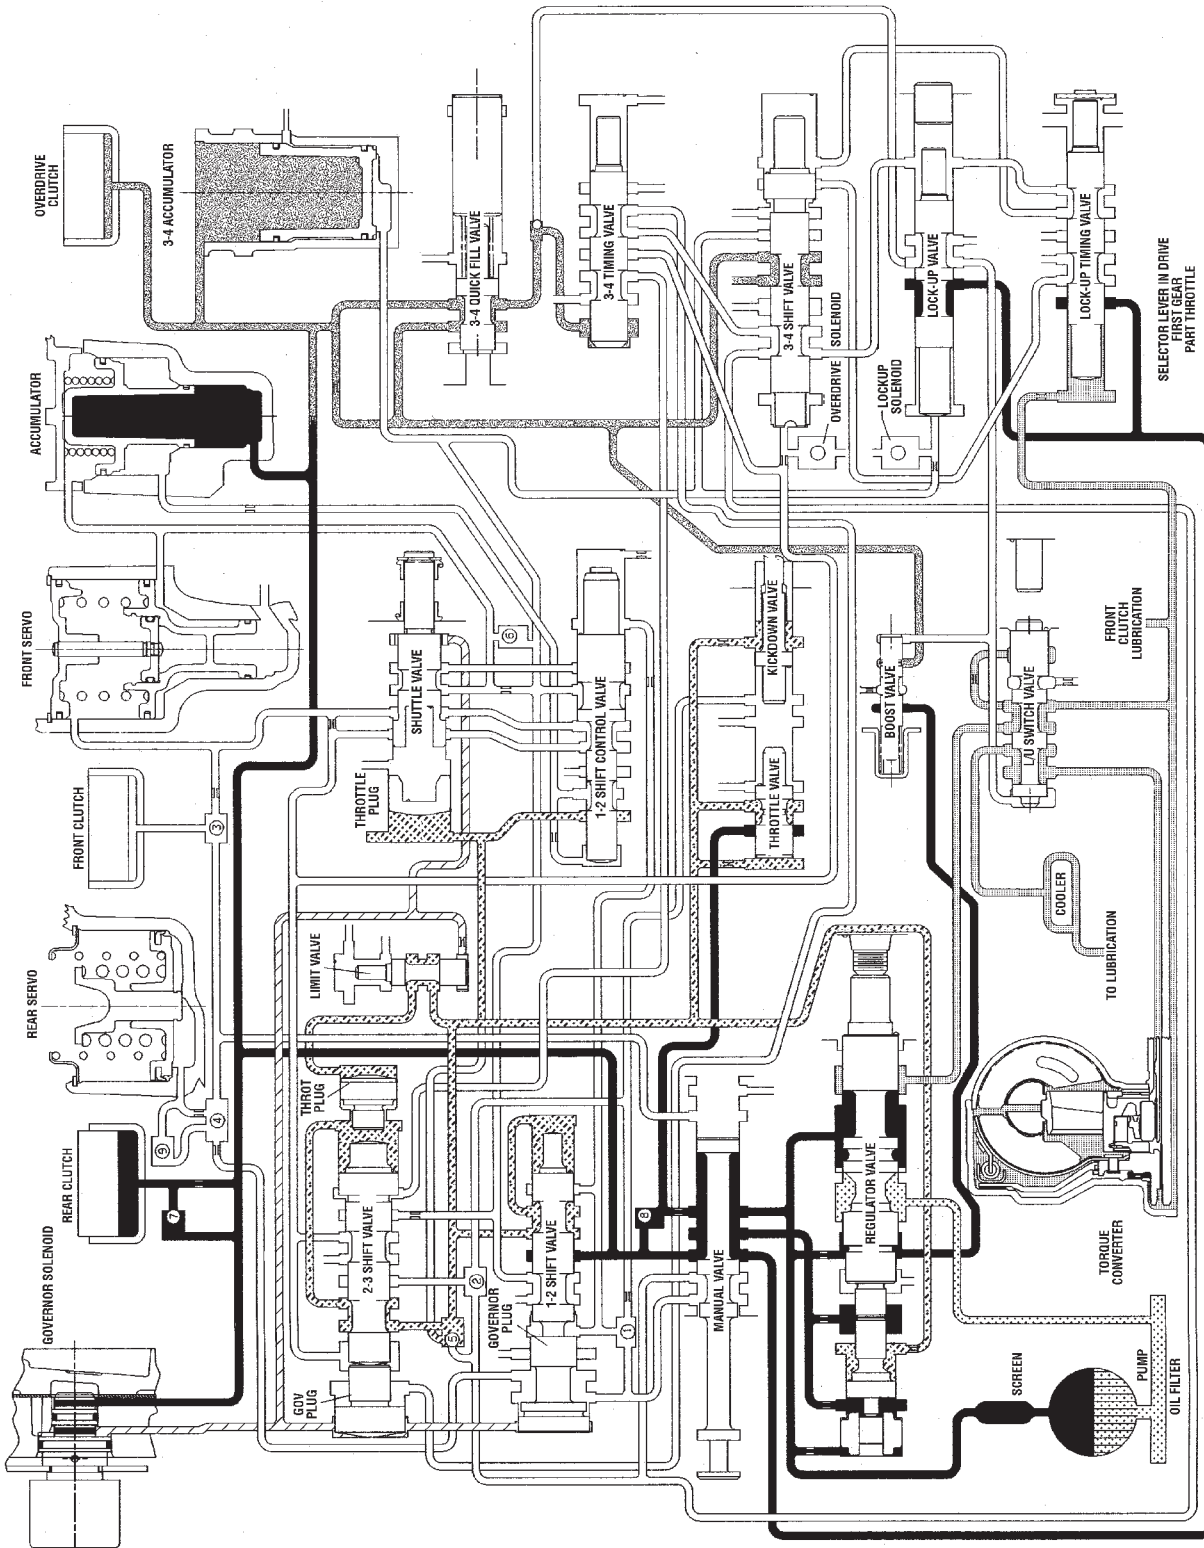 OVERDRIVE
CLUTCH
3-4 ACCUMULATOR
3-4 QUICK FILL VALVE
3-4 TIMING VALVE
3-4 SHIFT VALVE
OVERDRIVE SOLENOID
LOCKUP
SOLENOID
LOCK-UP VALVE
LOCK-UP TIMING VALVE
SELECTOR LEVER IN DRIVE
FIRST GEAR
PART THROTTLE
ACCUMULATOR
FRONT SERVO
SHUTTLE VALVE
THROTTLE
PLUG
6
1-2 SHIFT CONTROL VALVE
KICKDOWN VALVE
THROTTLE VALVE
BOOST VALVE
L/U SWITCH VALVE
FRONT
CLUTCH
LUBRICATION
FRONT CLUTCH
3
COOLER
TO LUBRICATION
REAR SERVO
LIMIT VALVE
9
4
REAR CLUTCH
7
THROT
PLUG
2-3 SHIFT VALVE
2
5
1-2 SHIFT VALVE
GOVERNOR
PLUG
8
1
MANUAL VALVE
REGULATOR VALVE
TORQUE
CONVERTER
GOVERNOR SOLENOID
GOV
PLUG
SCREEN
PUMP
OIL FILTER